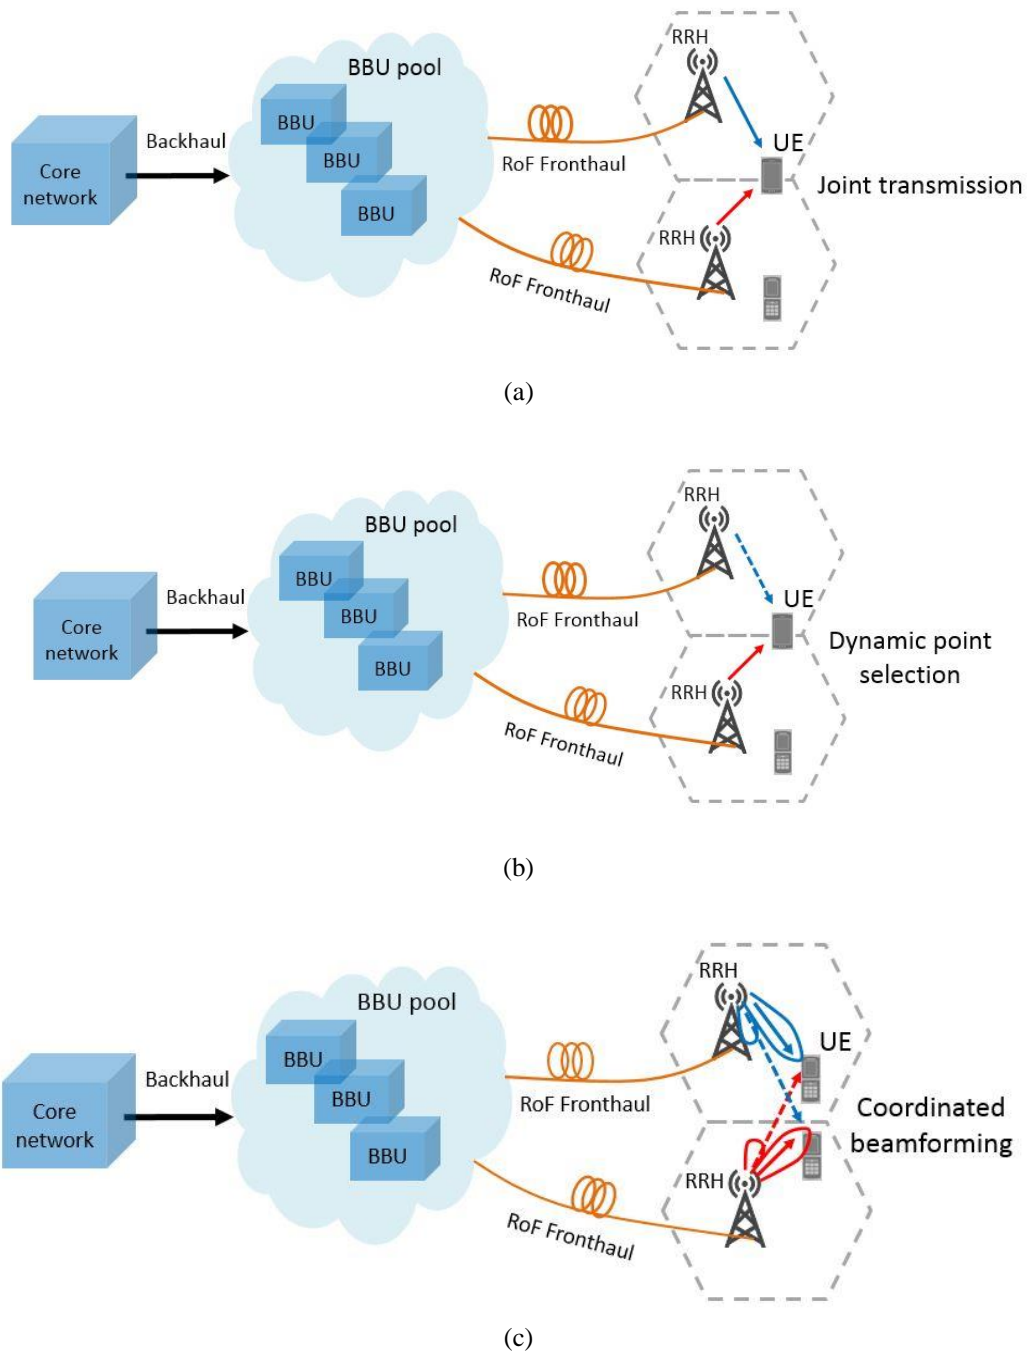 RRH
BBU pool
BBU
Backhaul
UE
BBU
RoF Fronthaul
Core
network
Joint transmission
BBU
RRH
RoF Fronthaul
(a)
RRH
BBU pool
BBU
Backhaul
UE
BBU
RoF Fronthaul
Core
network
Dynamic point
selection
BBU
RRH
RoF Fronthaul
(b)
RRH
BBU pool
UE
BBU
Backhaul
BBU
RoF Fronthaul
Core
network
Coordinated
beamforming
BBU
RRH
RoF Fronthaul
(c)